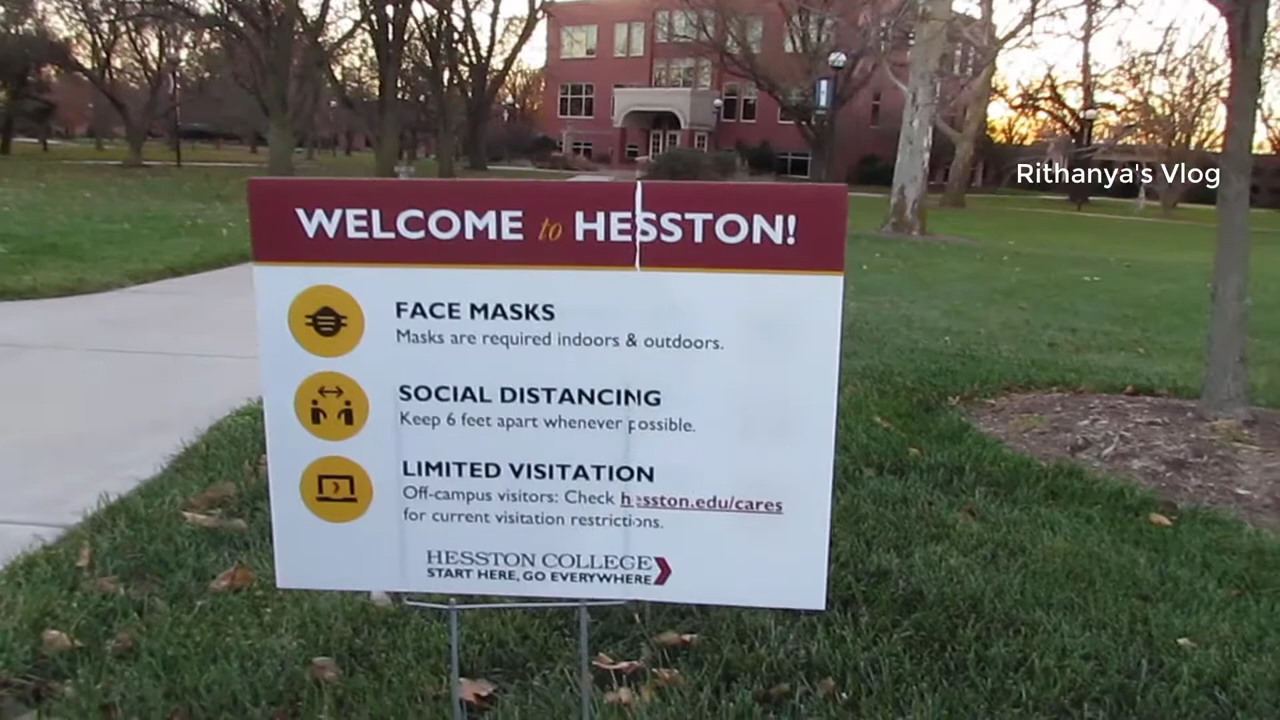 Rithanya's Vlog
WELCOME to HESSTON!
FACE MASKS
Masks are required indoors & outdoors.
SOCIAL DISTANCING
Keep 6 feet apart whenever possible.
LIMITED VISITATION
Off-campus visitors: Check hesston.edu/cares
for current visitation restrictions.
HESSTON COLLEGE
START HERE, GO EVERYWHERE